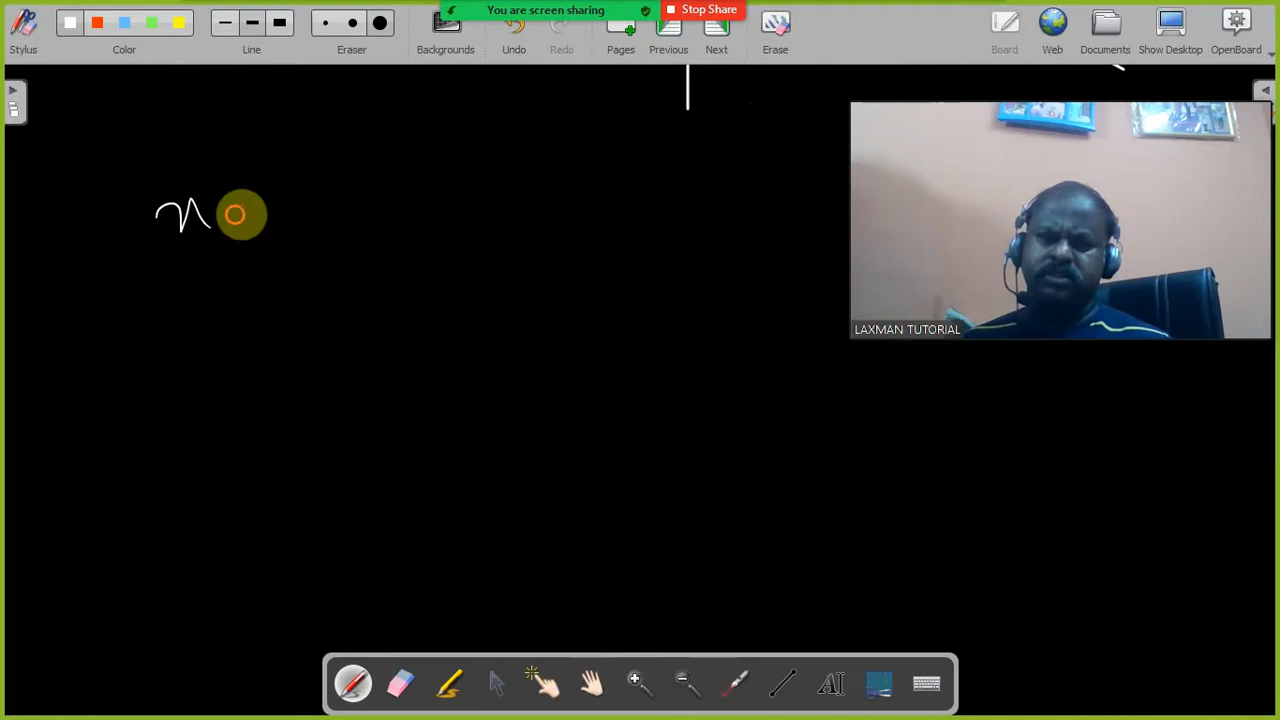 You are screen sharing Stop Share
Stylus Color Line Eraser Backgrounds Undo Redo Pages Previous Next Erase Board Web Documents Show Desktop OpenBoard
n
LAXMAN TUTORIAL